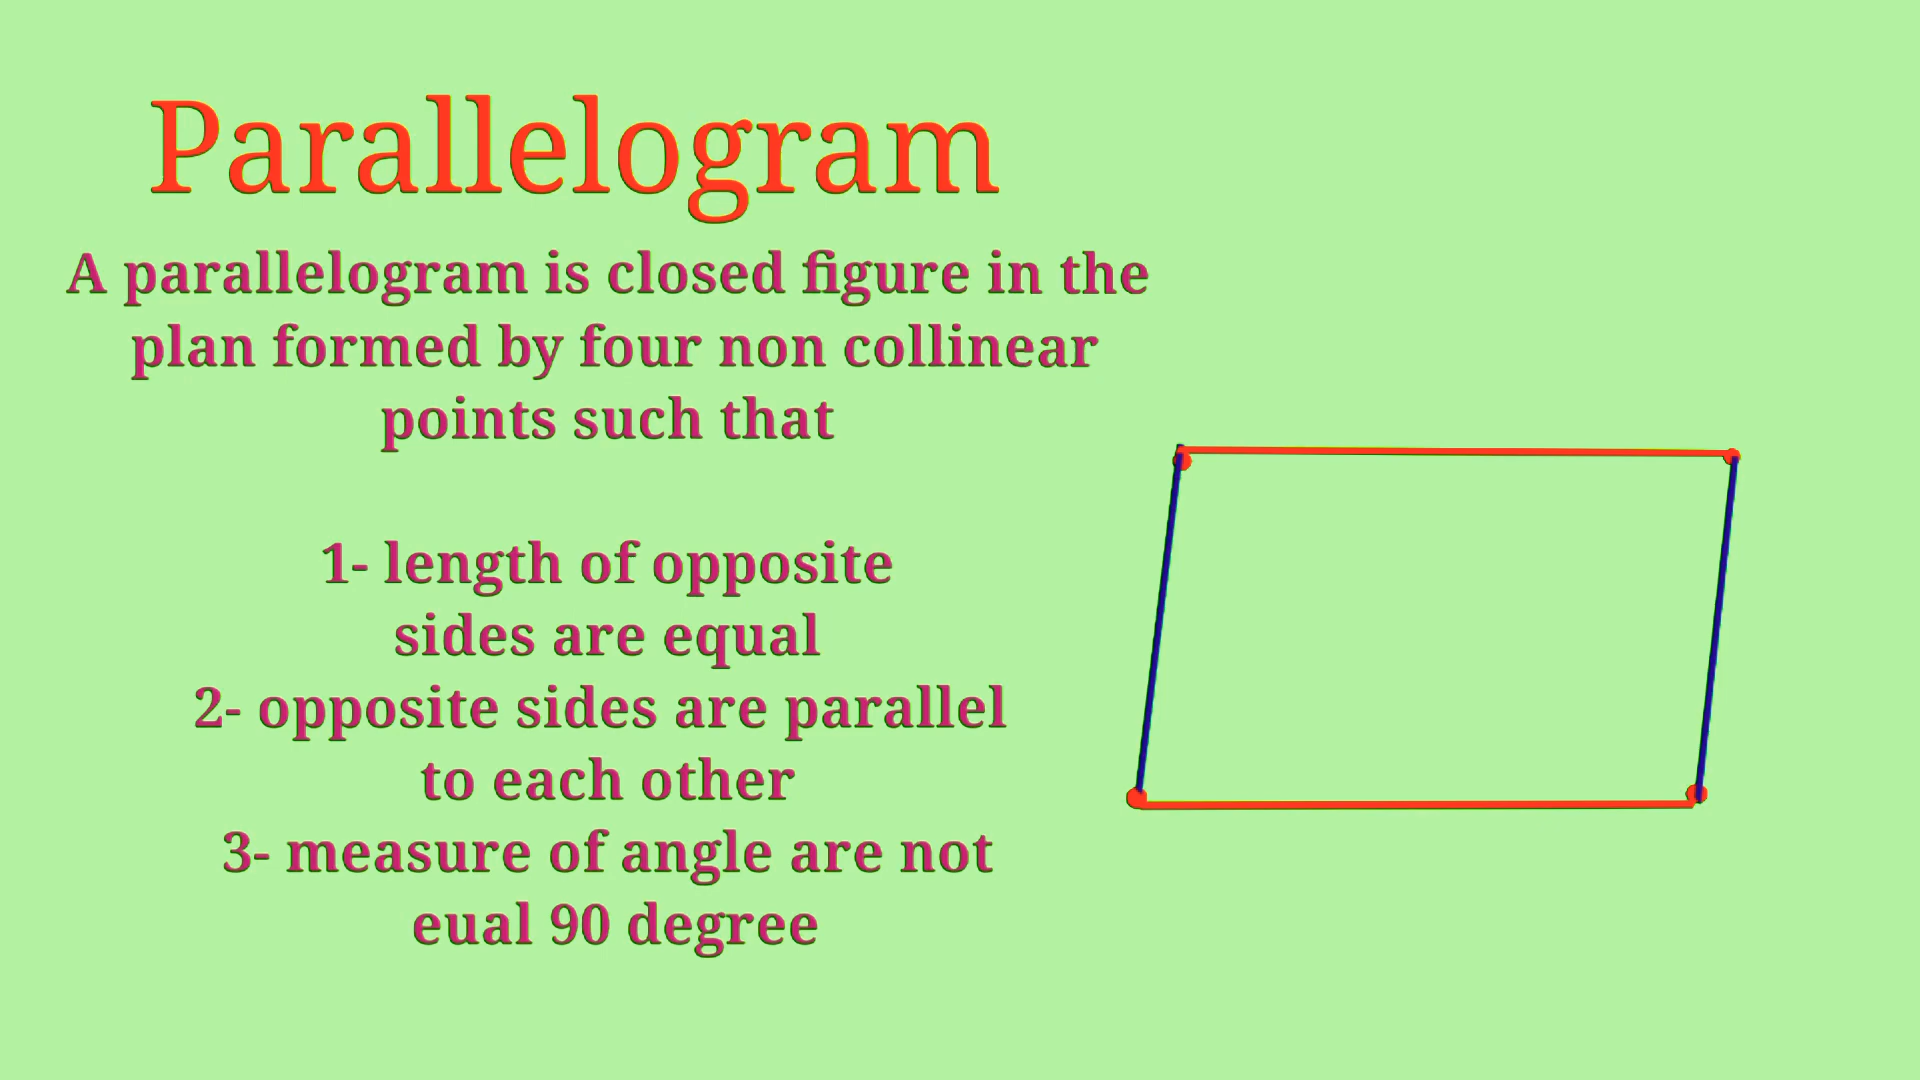 Parallelogram
A parallelogram is closed figure in the
plan formed by four non collinear
points such that
1- length of opposite
sides are equal
2- opposite sides are parallel
to each other
3- measure of angle are not
eual 90 degree